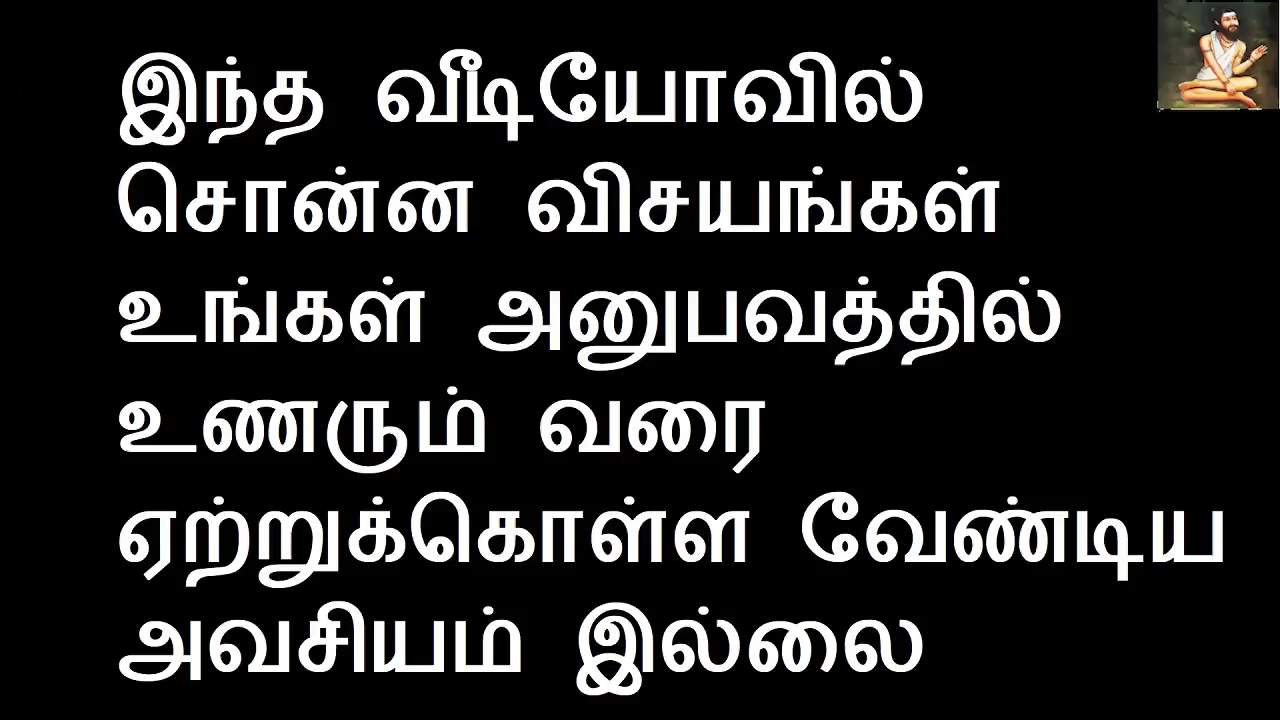 இந்த வீடியோவில்
சொன்ன விசயங்கள்
உங்கள் அனுபவத்தில்
உணரும் வரை
ஏற்றுக்கொள்ள வேண்டிய
அவசியம் இல்லை